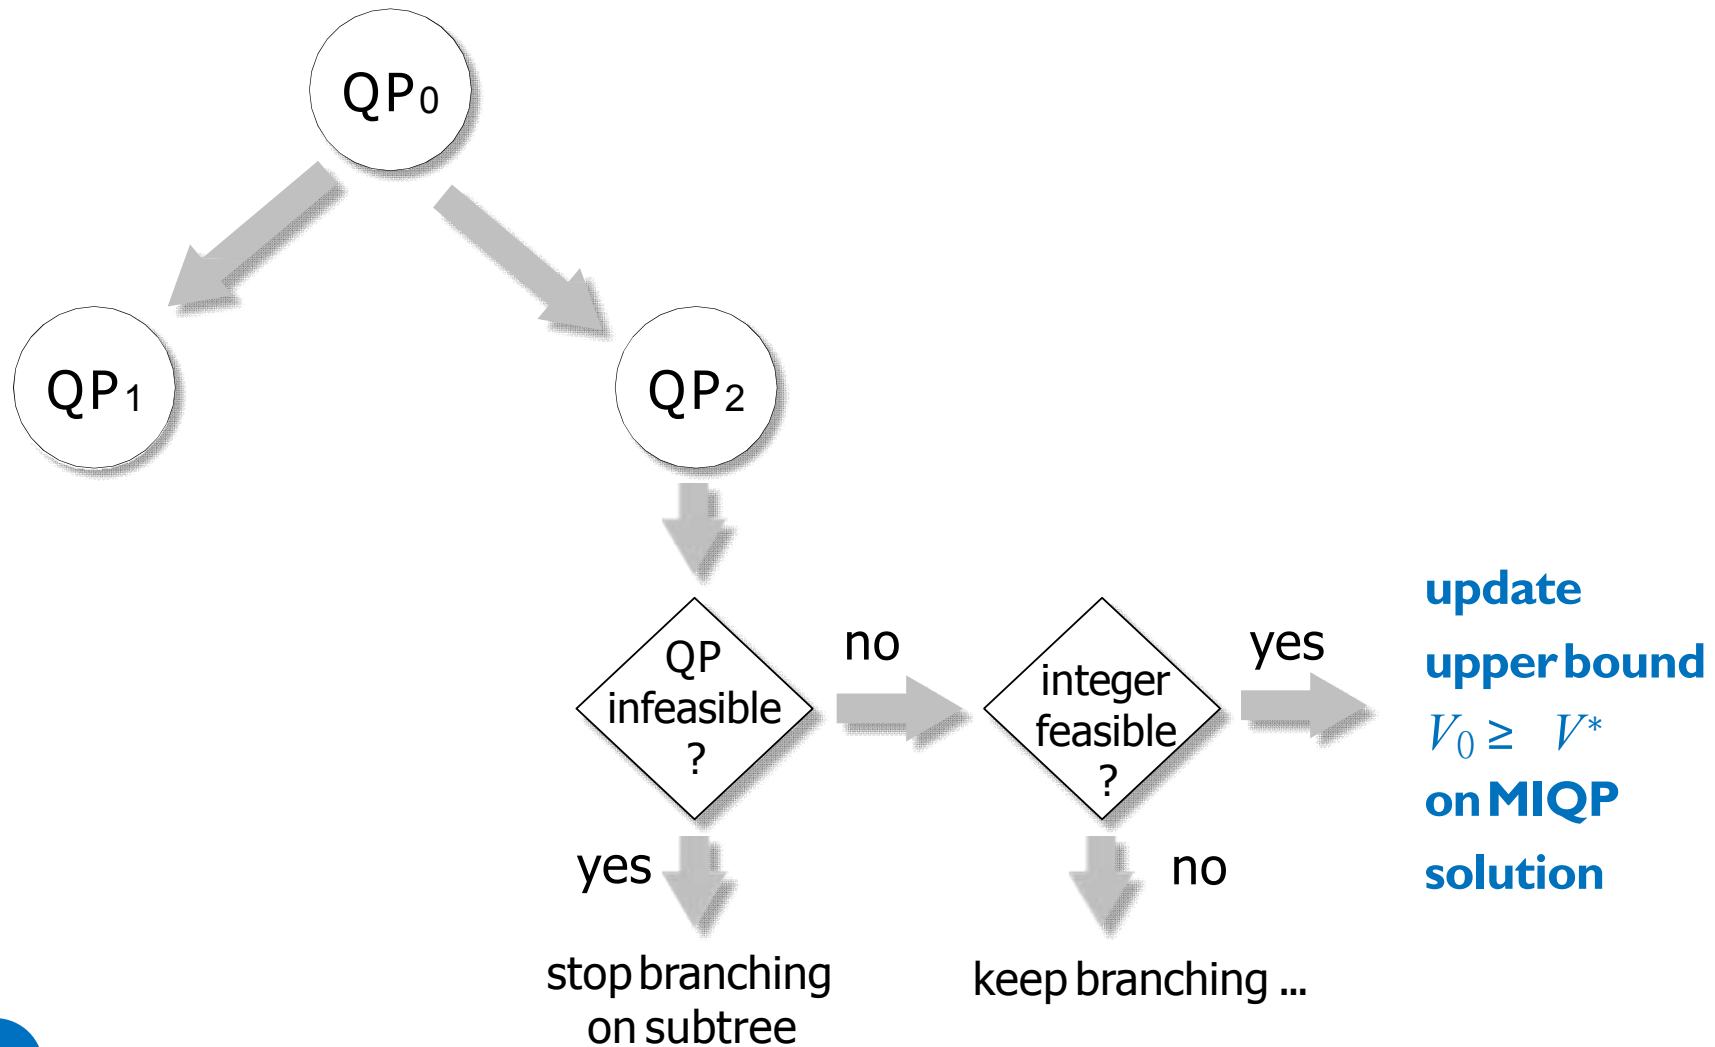 QP0
QP1
QP2
QP
infeasible
?
no
integer
feasible
?
yes
update
upper bound
V0 ≥ V*
on MIQP
solution
yes
no
stop branching
on subtree
keep branching ...